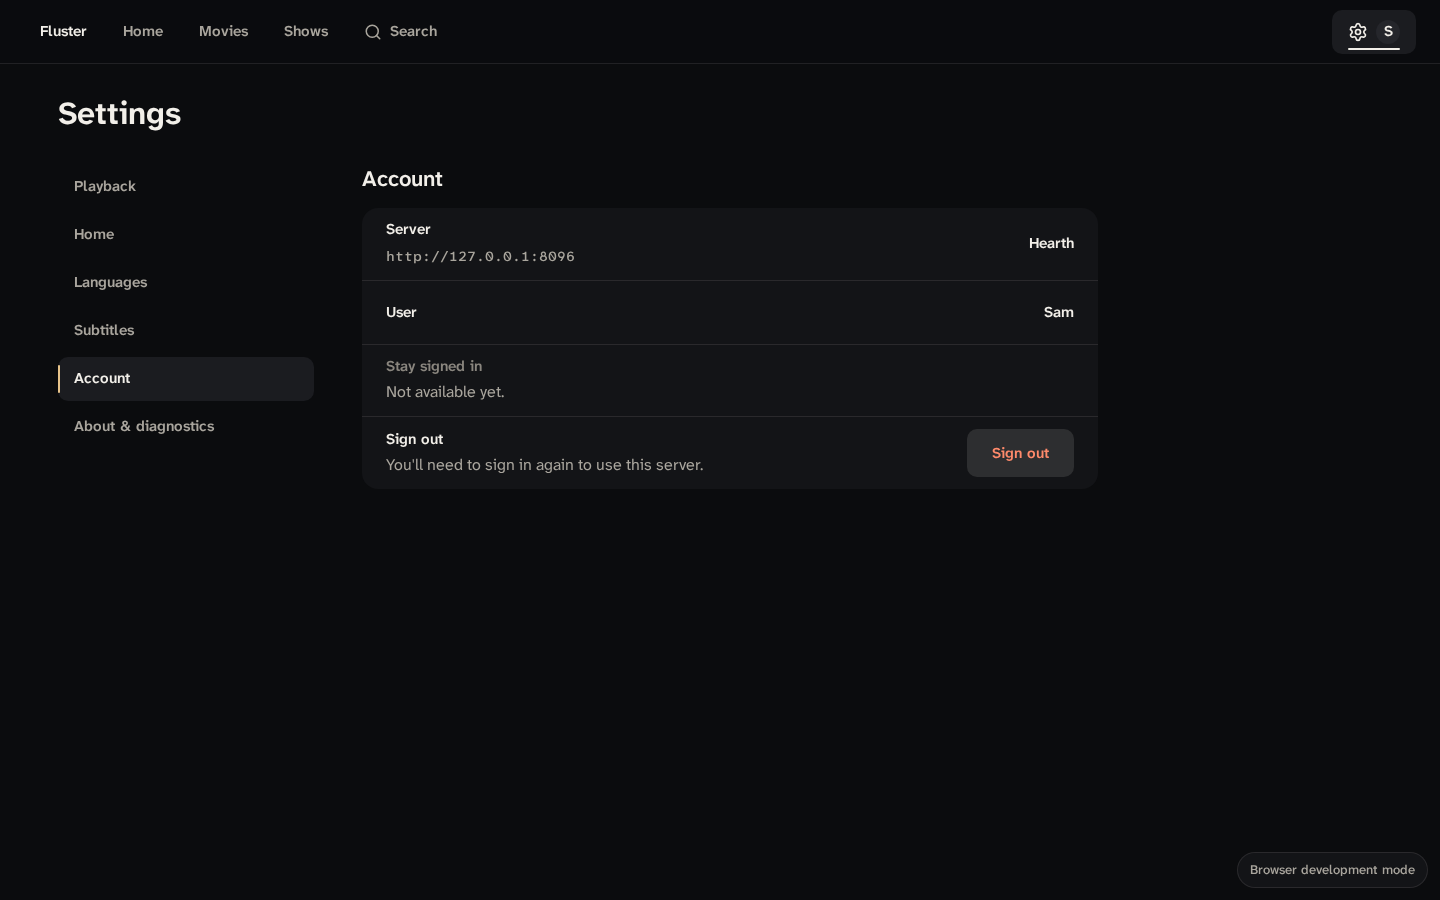 Fluster
Home
Movies
Shows
Search
S
Settings
Playback
Home
Languages
Subtitles
Account
About & diagnostics
Account
Server
http://127.0.0.1:8096
Hearth
User
Sam
Stay signed in
Not available yet.
Sign out
You'll need to sign in again to use this server.
Sign out
Browser development mode